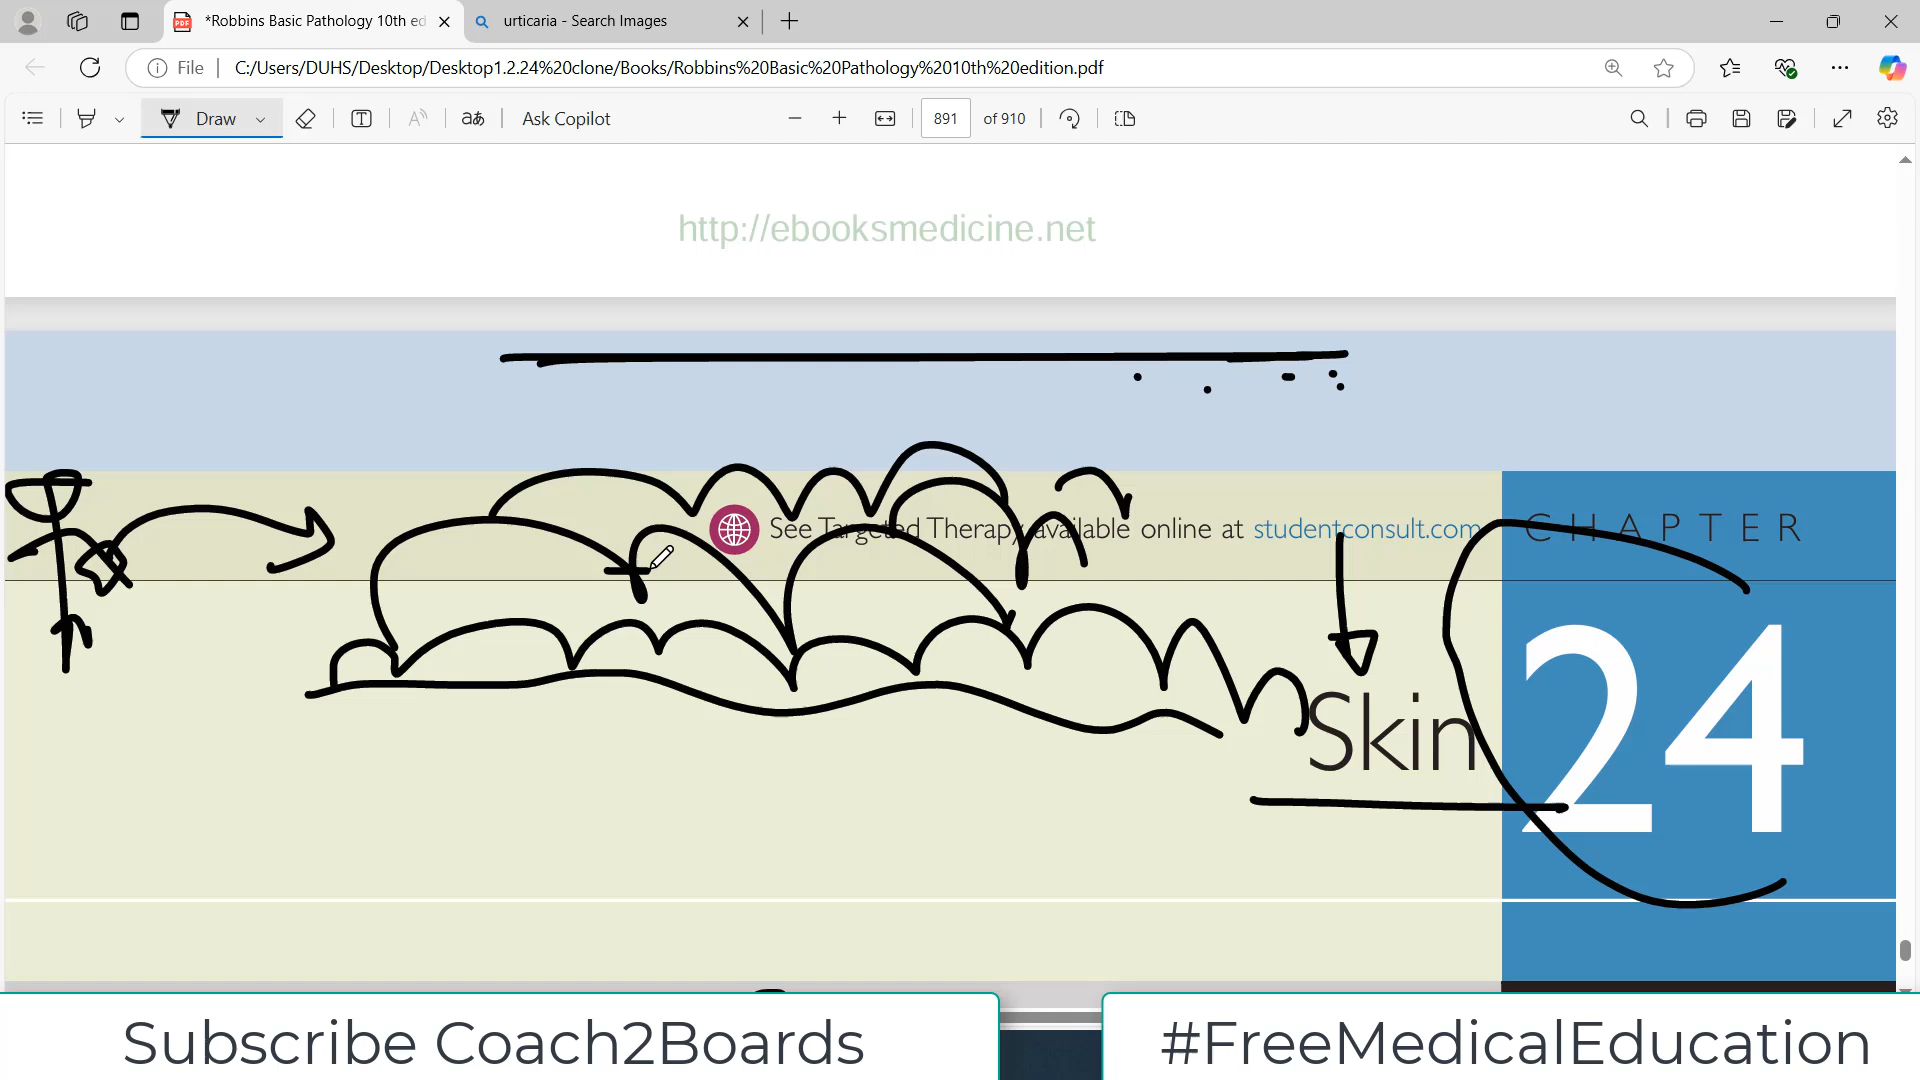 *Robbins Basic Pathology 10th ed
urticaria - Search Images
File
C:/Users/DUHS/Desktop/Desktop1.2.24%20clone/Books/Robbins%20Basic%20Pathology%2010th%20edition.pdf
Draw
Ask Copilot
891 of 910
http://ebooksmedicine.net
See Targeted Therapy available online at studentconsult.com
CHAPTER
24
Skin
Subscribe Coach2Boards
#FreeMedicalEducation